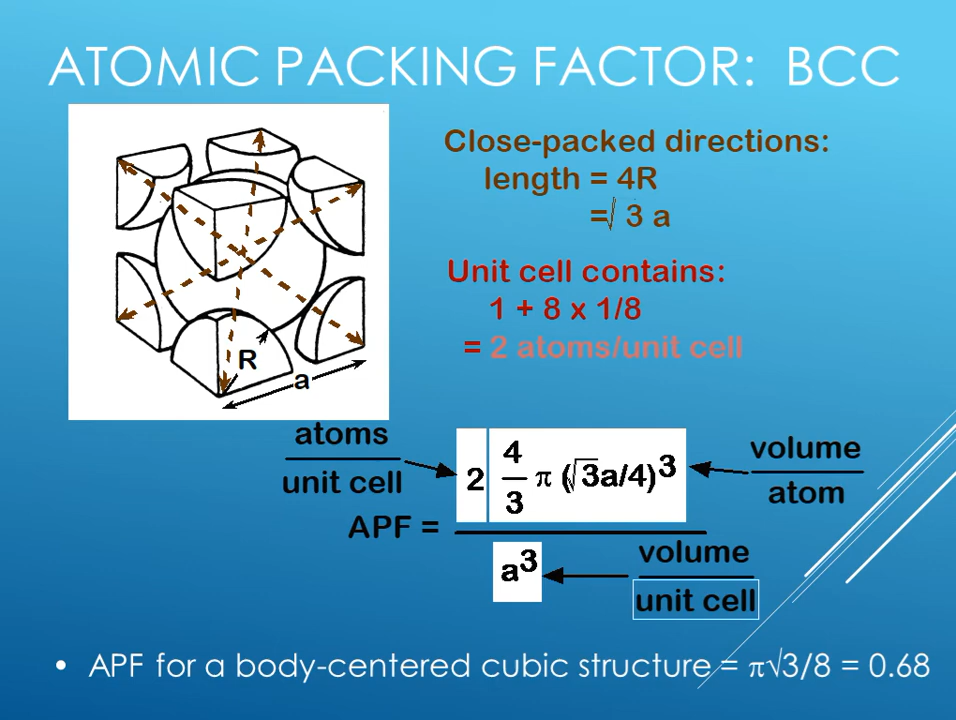 ATOMIC PACKING FACTOR: BCC
Close-packed directions:
length = 4R
=√ 3 a
Unit cell contains:
1 + 8 x 1/8
= 2 atoms/unit cell
R
a
atoms
unit cell
APF =
2
4
3
π (√3a/4)³
a³
volume
atom
volume
unit cell
• APF for a body-centered cubic structure = π√3/8 = 0.68